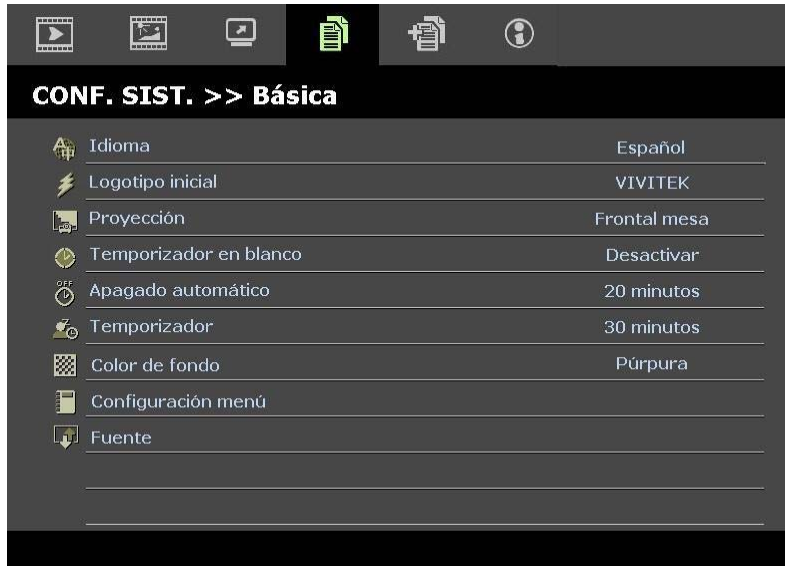 CONF. SIST. >> Básica
Idioma Español
Logotipo inicial VIVITEK
Proyección Frontal mesa
Temporizador en blanco Desactivar
OFF
Apagado automático 20 minutos
Temporizador 30 minutos
Color de fondo Púrpura
Configuración menú
Fuente